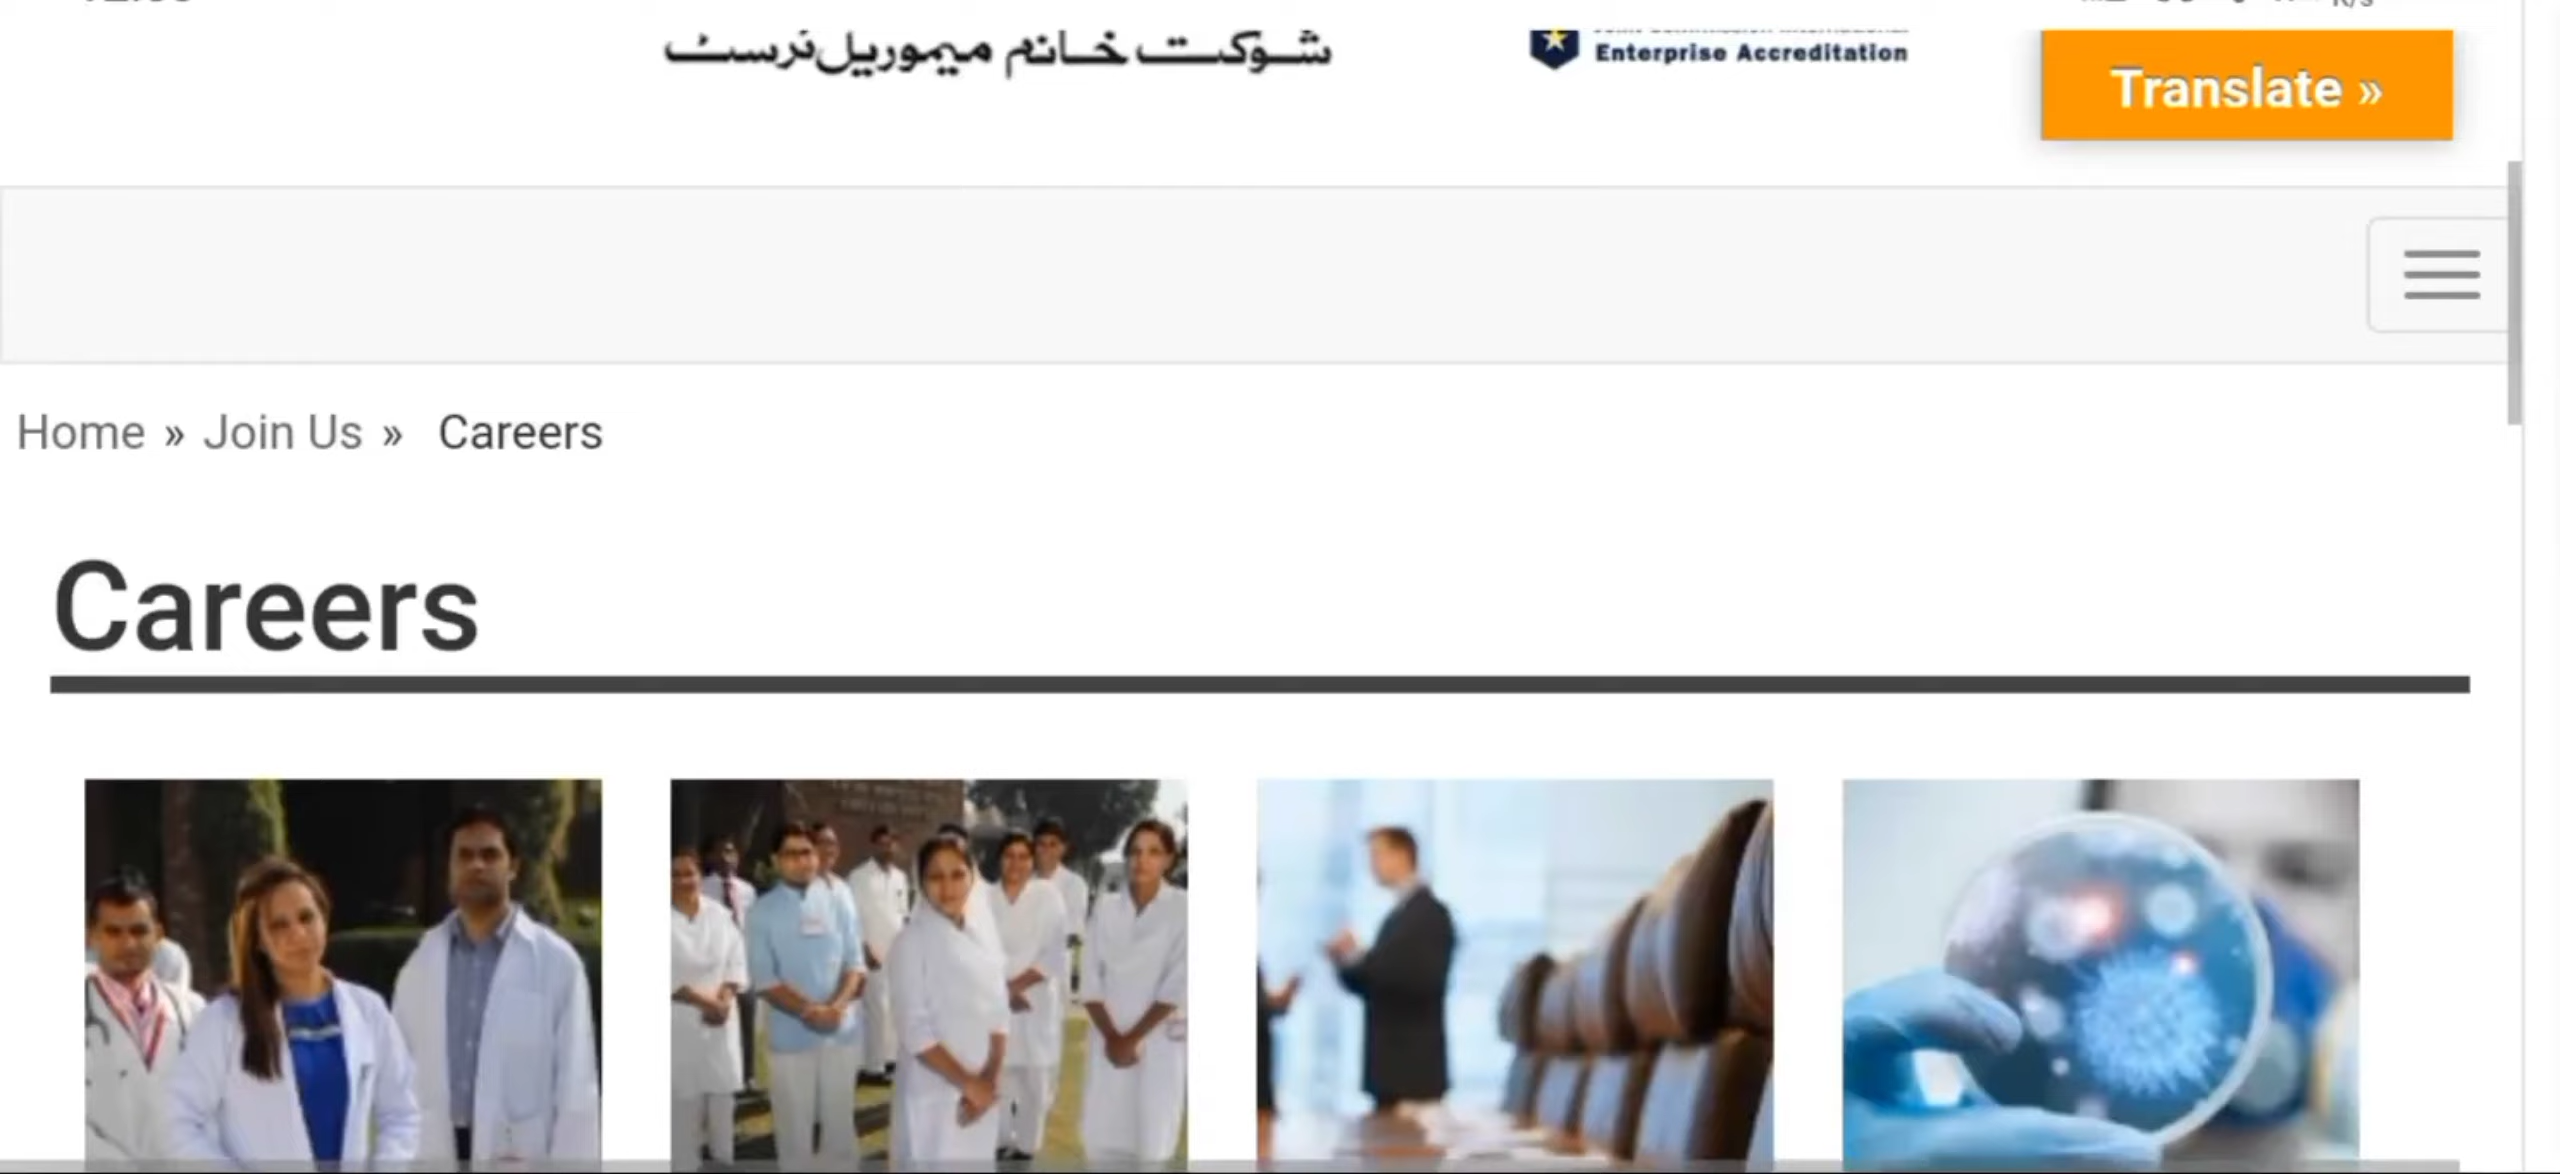 شوکت خانم میموریل ٹرسٹ
Enterprise Accreditation
Translate »
Home » Join Us » Careers
Careers